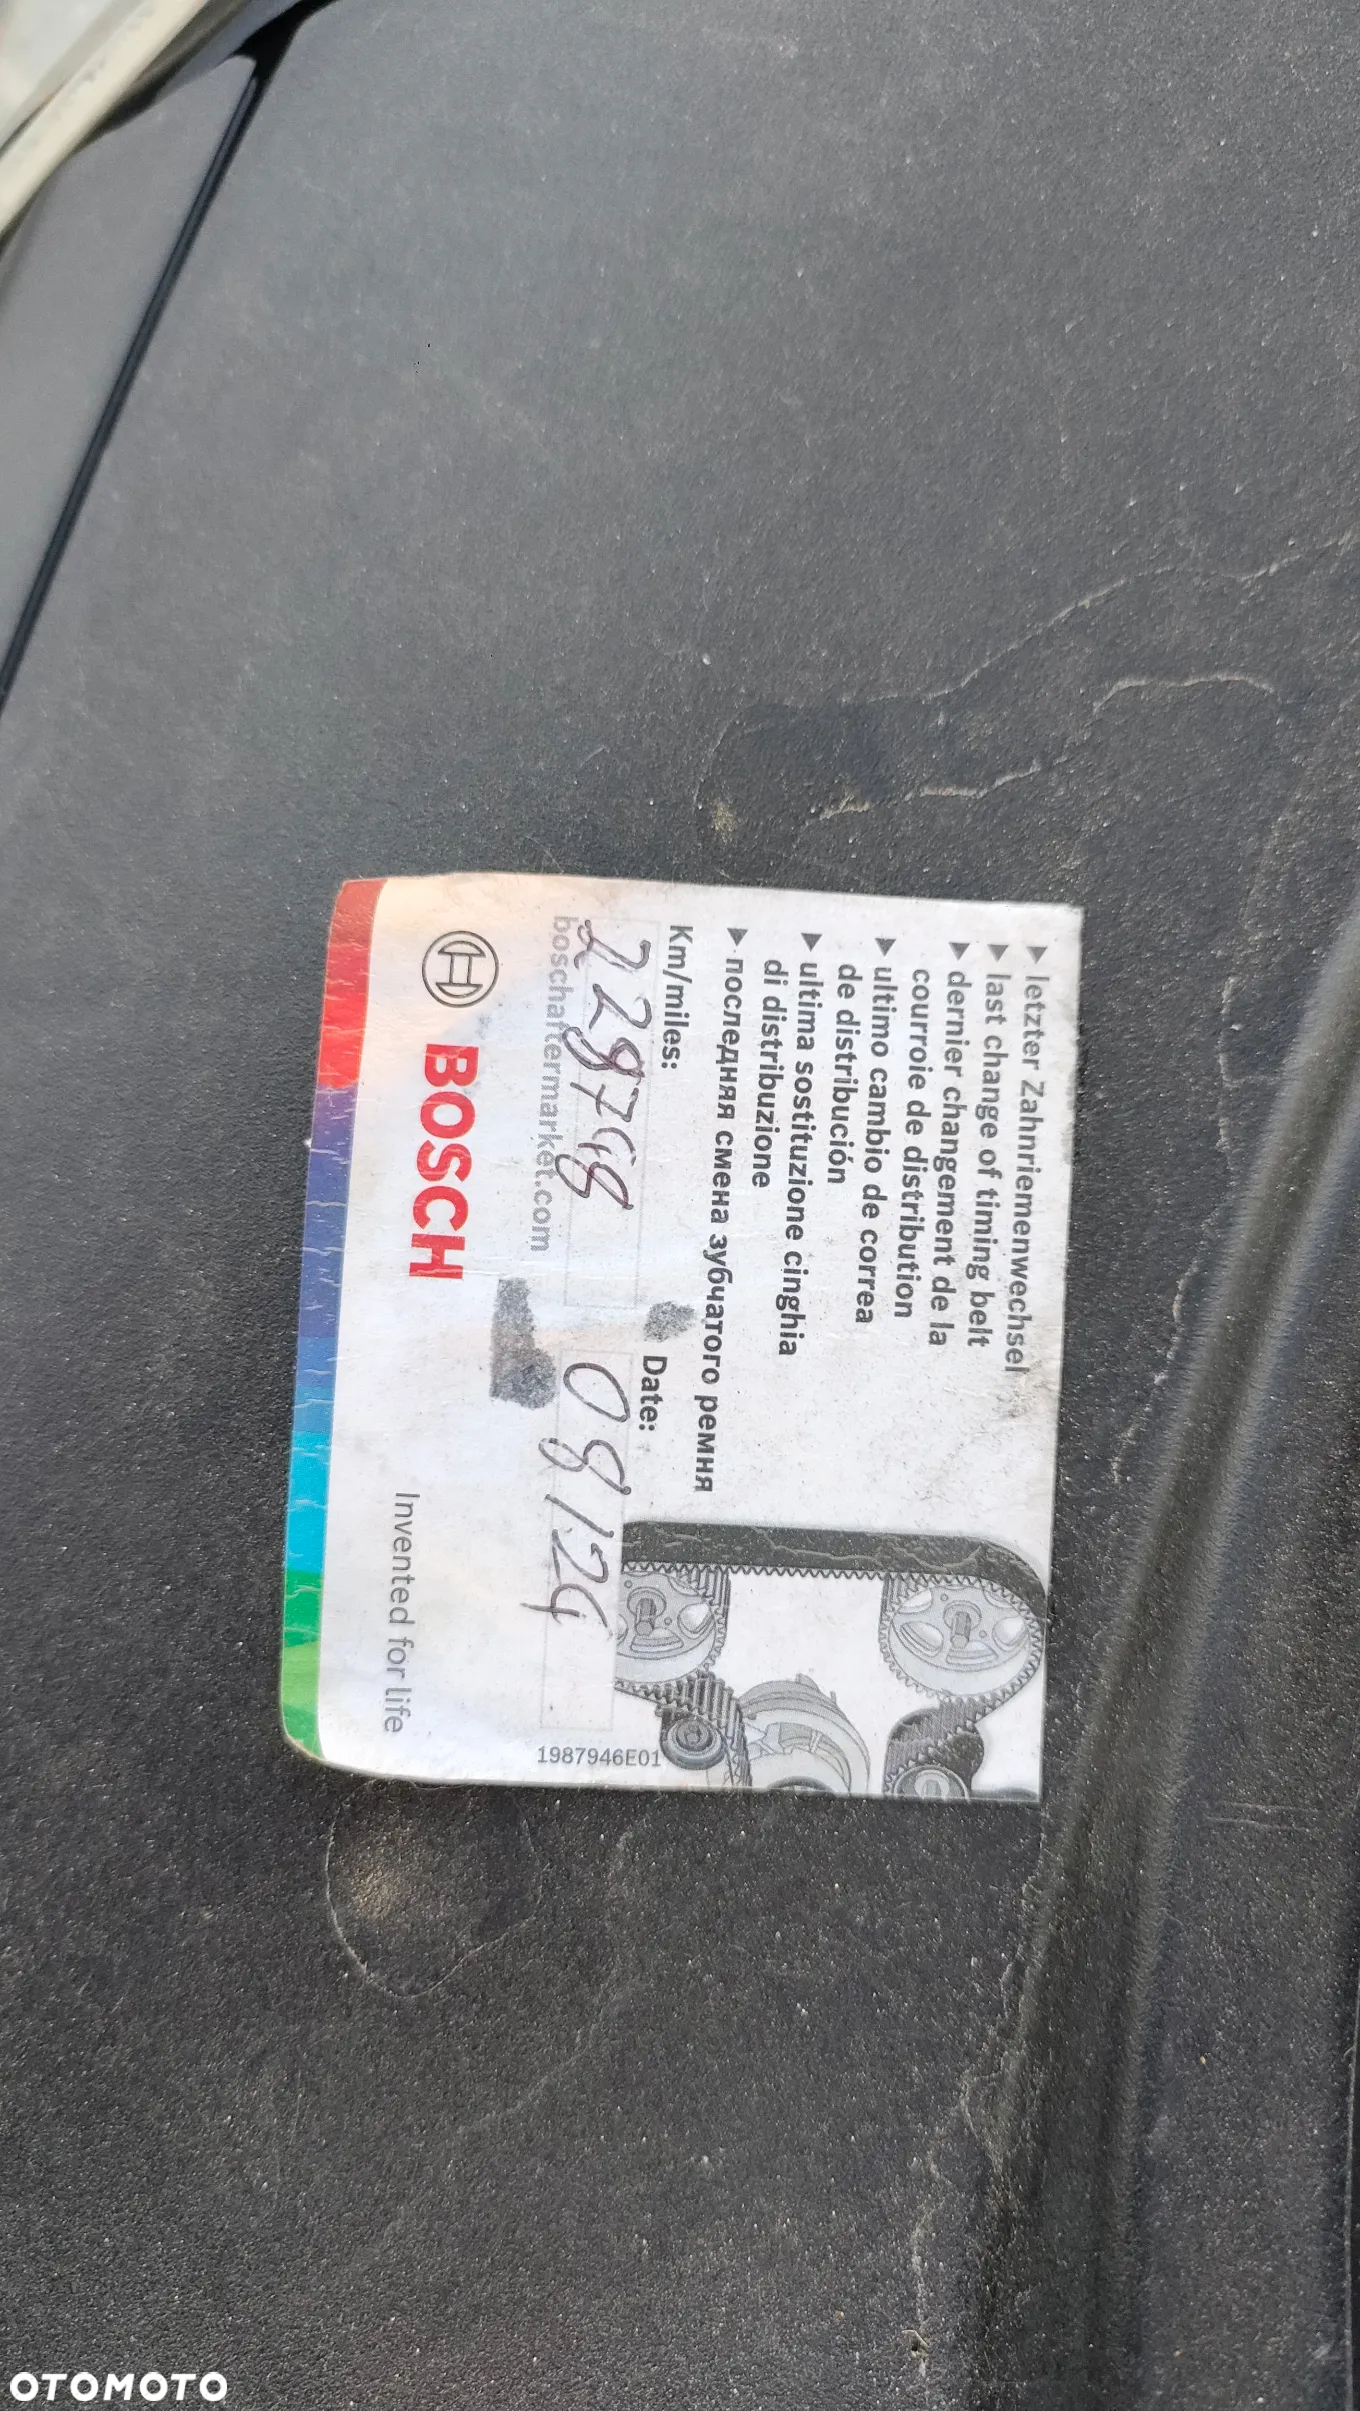 ▶ letzter Zahnriemenwechsel
▶ last change of timing belt
▶ dernier changement de la
courroie de distribution
▶ ultimo cambio de correa
de distribución
▶ ultima sostituzione cinghia
di distribuzione
▶ последняя смена зубчатого ремня
Km/miles:
Date:
08/24
boschaftermarket.com
1987946E01
BOSCH
Invented for life
OTOMOTO